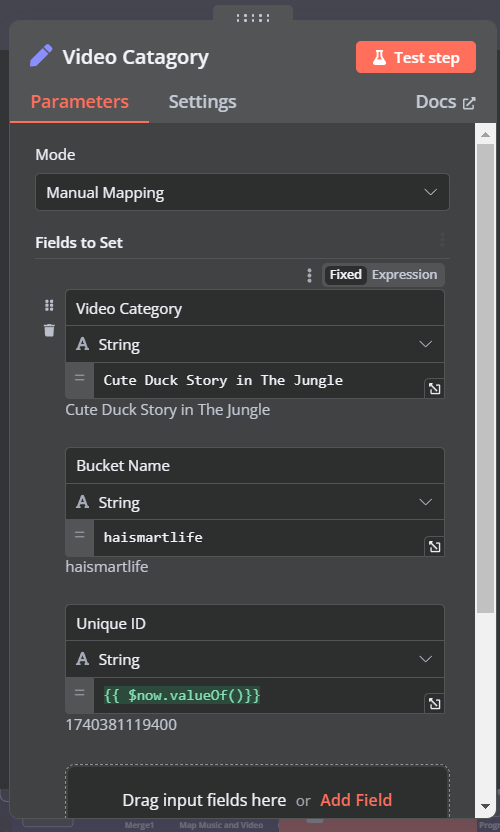 Video Catagory
Test step
Parameters Settings Docs
Mode
Manual Mapping
Fields to Set
Fixed Expression
Video Category
A String
= Cute Duck Story in The Jungle
Cute Duck Story in The Jungle
Bucket Name
A String
= haismartlife
haismartlife
Unique ID
A String
= {{ $now.valueOf()}}
1740381119400
Drag input fields here or Add Field
Merge1 Map Music and Video